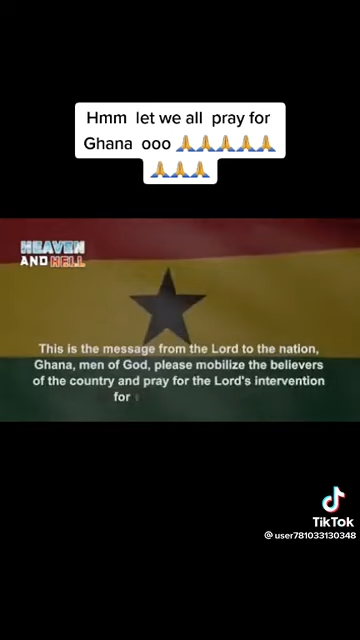 Hmm let we all pray for
Ghana ooo 🙏🙏🙏🙏🙏
🙏🙏🙏
HEAVEN
AND HELL
This is the message from the Lord to the nation,
Ghana, men of God, please mobilize the believers
of the country and pray for the Lord's intervention
for
TikTok
@user781033130348